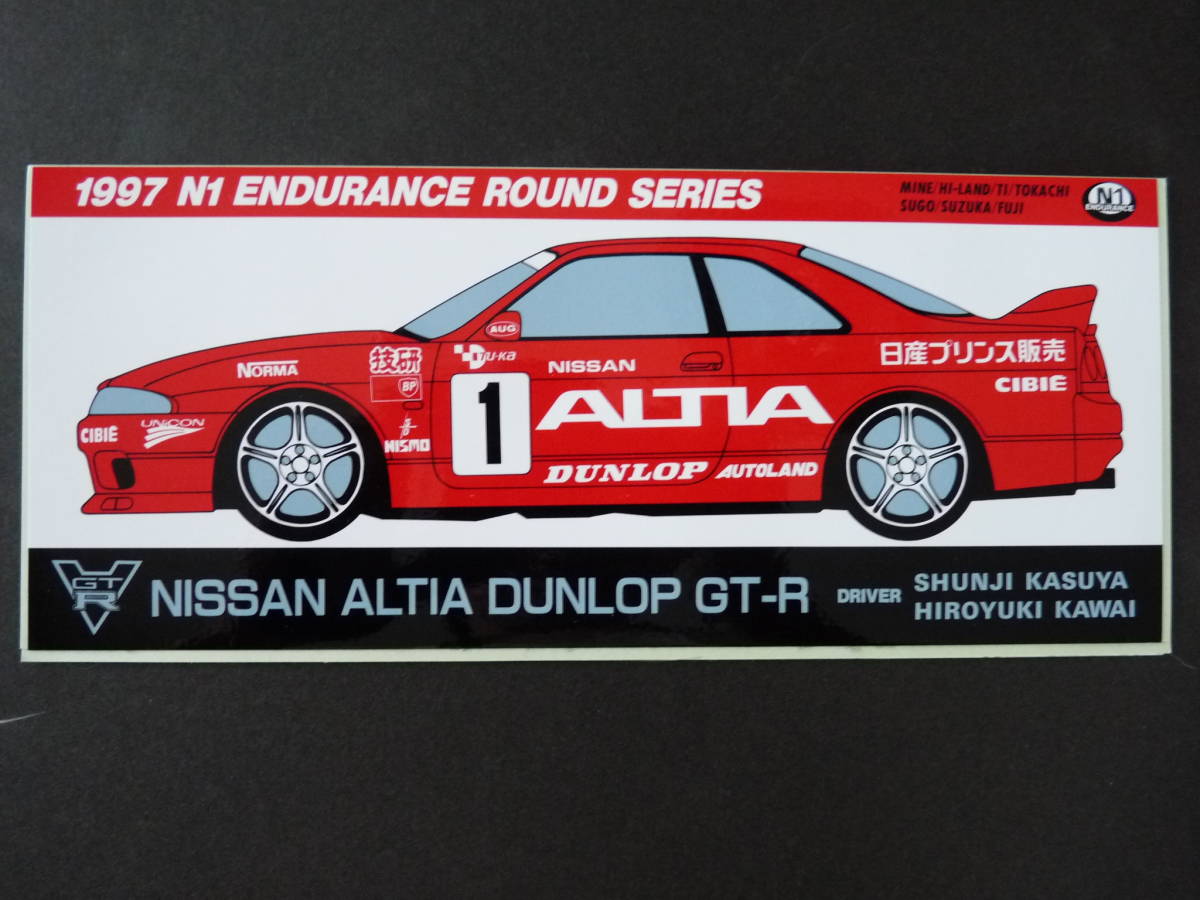 1997 N1 ENDURANCE ROUND SERIES
MINE/HI-LAND/TI/TOKACHI
SUGO/SUZUKA/FUJI
N1
ENDURANCE
AUG
技研
TU-KA
NORMA
NISSAN
日産プリンス販売
BP
CIBIÉ
1
ALTIA
UNICON
CIBIÉ
NISMO
DUNLOP AUTOLAND
GT
R
NISSAN ALTIA DUNLOP GT-R
DRIVER
SHUNJI KASUYA
HIROYUKI KAWAI